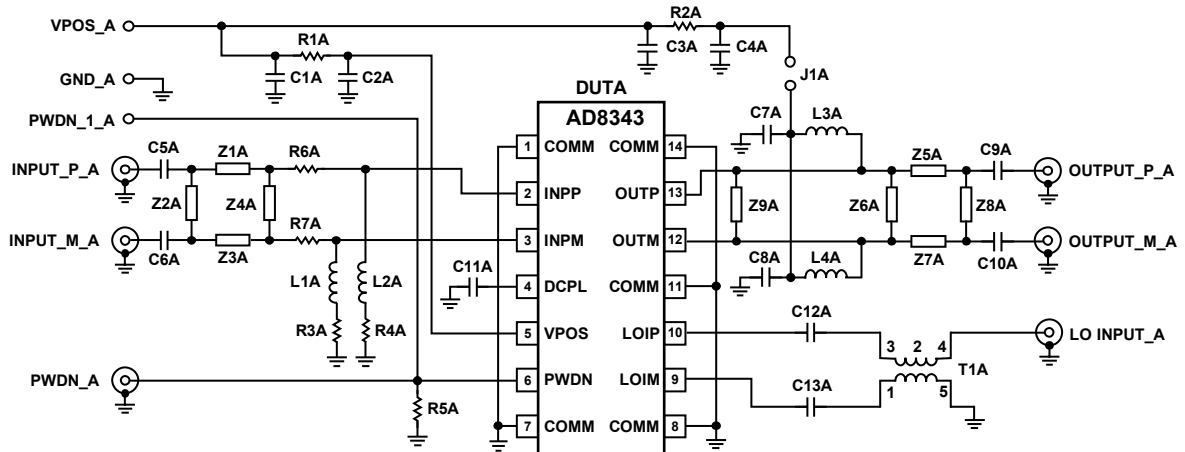 VPOS_A
R2A
R1A
C3A
C4A
C1A
C2A
J1A
GND_A
DUTA
AD8343
PWDN_1_A
C7A
L3A
C5A
Z1A
R6A
1
COMM
COMM
14
Z5A
C9A
INPUT_P_A
OUTPUT_P_A
2
INPP
OUTP
13
Z2A
Z4A
Z9A
Z6A
Z8A
R7A
INPUT_M_A
3
INPM
OUTM
12
OUTPUT_M_A
C6A
Z3A
C8A
L4A
Z7A
C10A
C11A
L1A
L2A
4
DCPL
COMM
11
C12A
R3A
R4A
5
VPOS
LOIP
10
LO INPUT_A
3
2
4
T1A
PWDN_A
6
PWDN
LOIM
9
C13A
1
5
R5A
7
COMM
COMM
8